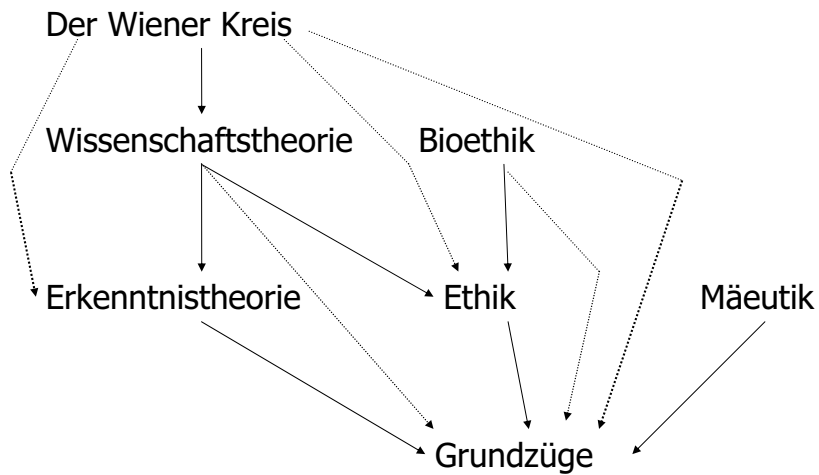 Der Wiener Kreis
Wissenschaftstheorie Bioethik
Erkenntnistheorie Ethik Mäeutik
Grundzüge